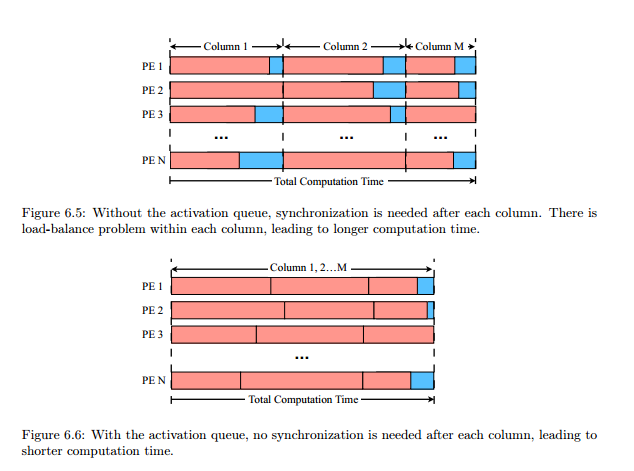 Column 1 Column 2 Column M
PE 1
PE 2
PE 3
... ... ...
PE N
Total Computation Time
Figure 6.5: Without the activation queue, synchronization is needed after each column. There is
load-balance problem within each column, leading to longer computation time.
Column 1, 2...M
PE 1
PE 2
PE 3
...
PE N
Total Computation Time
Figure 6.6: With the activation queue, no synchronization is needed after each column, leading to
shorter computation time.